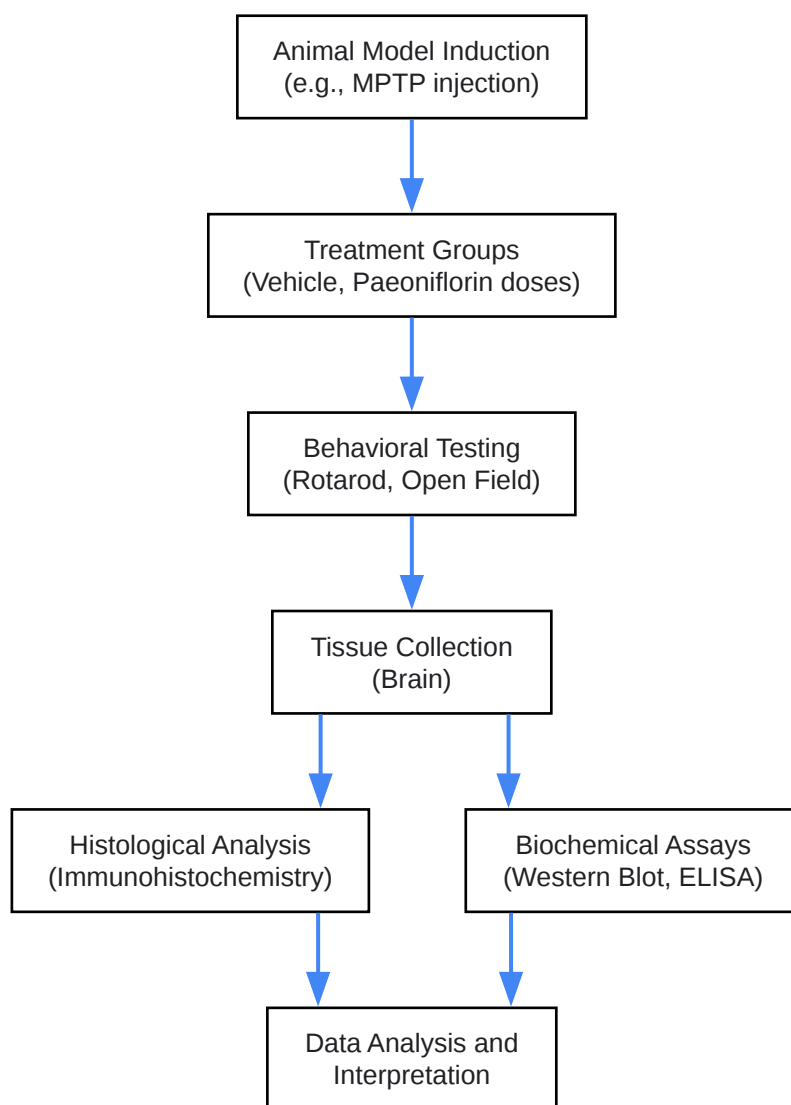 Animal Model Induction
(e.g., MPTP injection)
Treatment Groups
(Vehicle, Paeoniflorin doses)
Behavioral Testing
(Rotarod, Open Field)
Tissue Collection
(Brain)
Histological Analysis
(Immunohistochemistry)
Biochemical Assays
(Western Blot, ELISA)
Data Analysis and
Interpretation